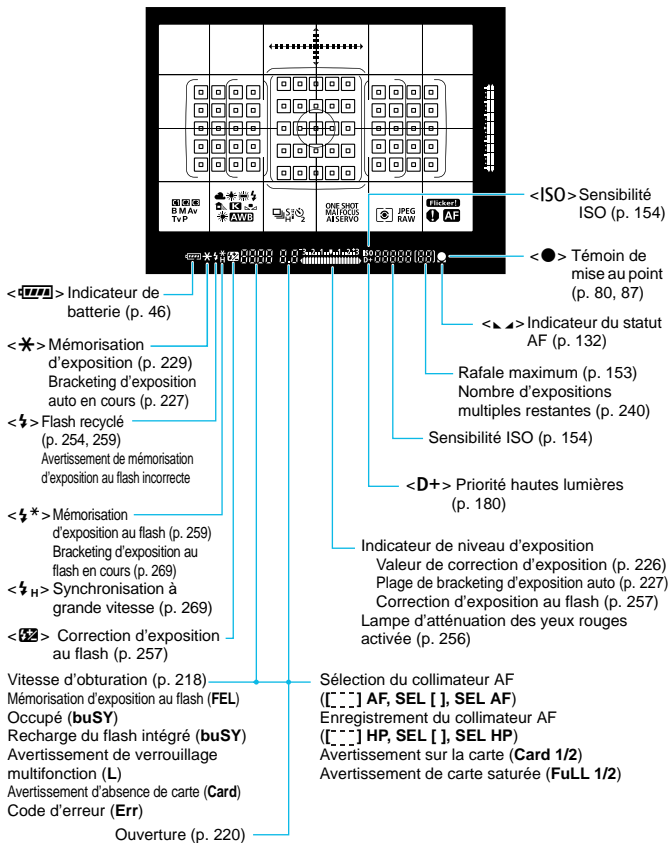 B M Av
Tv P
K
AWB
S
H
2
ONE SHOT
MAI FOCUS
AI SERVO
JPEG
RAW
Flicker!
AF
H
-3..2..1..▼..1..2.:3
ISO
D+
<ISO> Sensibilité
ISO (p. 154)
<●> Témoin de
mise au point
(p. 80, 87)
<◣ ◢> Indicateur du statut
AF (p. 132)
Rafale maximum (p. 153)
Nombre d'expositions
multiples restantes (p. 240)
Sensibilité ISO (p. 154)
<D+> Priorité hautes lumières
(p. 180)
Indicateur de niveau d'exposition
Valeur de correction d'exposition (p. 226)
Plage de bracketing d'exposition auto (p. 227)
Correction d'exposition au flash (p. 257)
Lampe d'atténuation des yeux rouges
activée (p. 256)
< > Indicateur de
batterie (p. 46)
<✱> Mémorisation
d'exposition (p. 229)
Bracketing d'exposition
auto en cours (p. 227)
<⚡> Flash recyclé
(p. 254, 259)
Avertissement de mémorisation
d'exposition au flash incorrecte
<⚡✱> Mémorisation
d'exposition au flash (p. 259)
Bracketing d'exposition au
flash en cours (p. 269)
<⚡H> Synchronisation à
grande vitesse (p. 269)
< > Correction d'exposition
au flash (p. 257)
Vitesse d'obturation (p. 218)
Mémorisation d'exposition au flash (FEL)
Occupé (buSY)
Recharge du flash intégré (buSY)
Avertissement de verrouillage
multifonction (L)
Avertissement d'absence de carte (Card)
Code d'erreur (Err)
Ouverture (p. 220)
Sélection du collimateur AF
([---] AF, SEL [ ], SEL AF)
Enregistrement du collimateur AF
([---] HP, SEL [ ], SEL HP)
Avertissement sur la carte (Card 1/2)
Avertissement de carte saturée (FuLL 1/2)